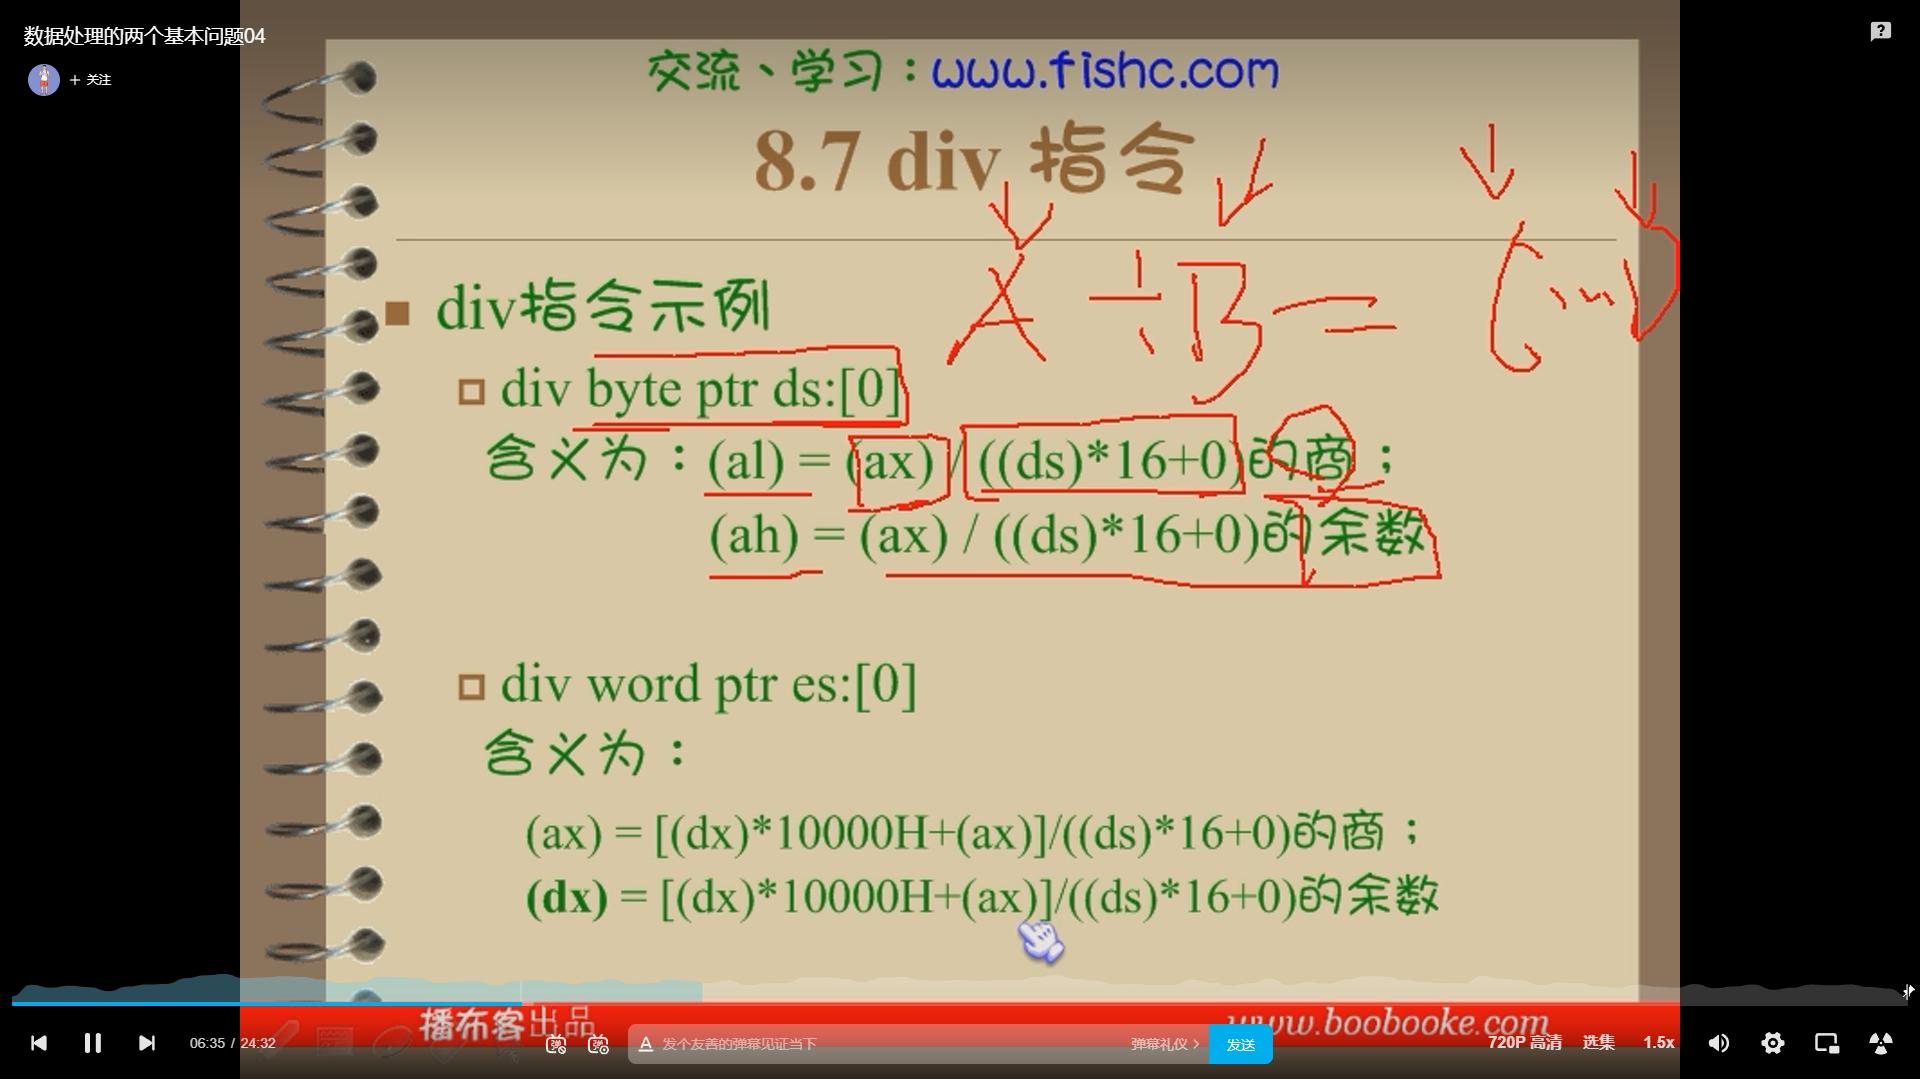 数据处理的两个基本问题04
+ 关注
交流、学习：www.fishc.com
8.7 div 指令
A ÷ B = C ... D
div指令示例
div byte ptr ds:[0]
含义为：(al) = (ax) / ((ds)*16+0)的商；
(ah) = (ax) / ((ds)*16+0)的余数
div word ptr es:[0]
含义为：
(ax) = [(dx)*10000H+(ax)]/((ds)*16+0)的商；
(dx) = [(dx)*10000H+(ax)]/((ds)*16+0)的余数
播布客出品
www.boobooke.com
06:35 / 24:32
弹
弹
A 发个友善的弹幕见证当下
弹幕礼仪 >
发送
720P 高清
选集
1.5x